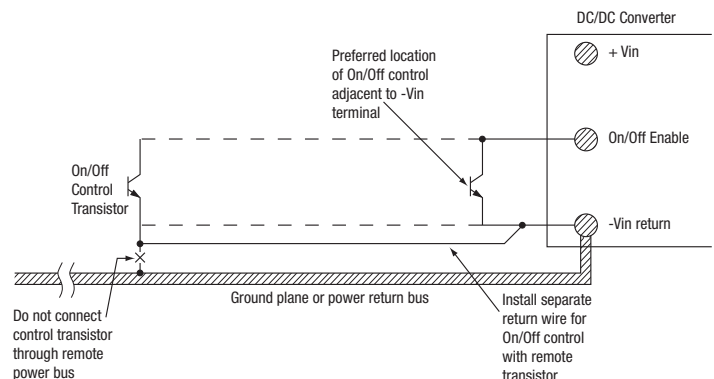 DC/DC Converter
+ Vin
Preferred location
of On/Off control
adjacent to -Vin
terminal
On/Off Enable
On/Off
Control
Transistor
-Vin return
Ground plane or power return bus
Do not connect
control transistor
through remote
power bus
Install separate
return wire for
On/Off control
with remote
transistor